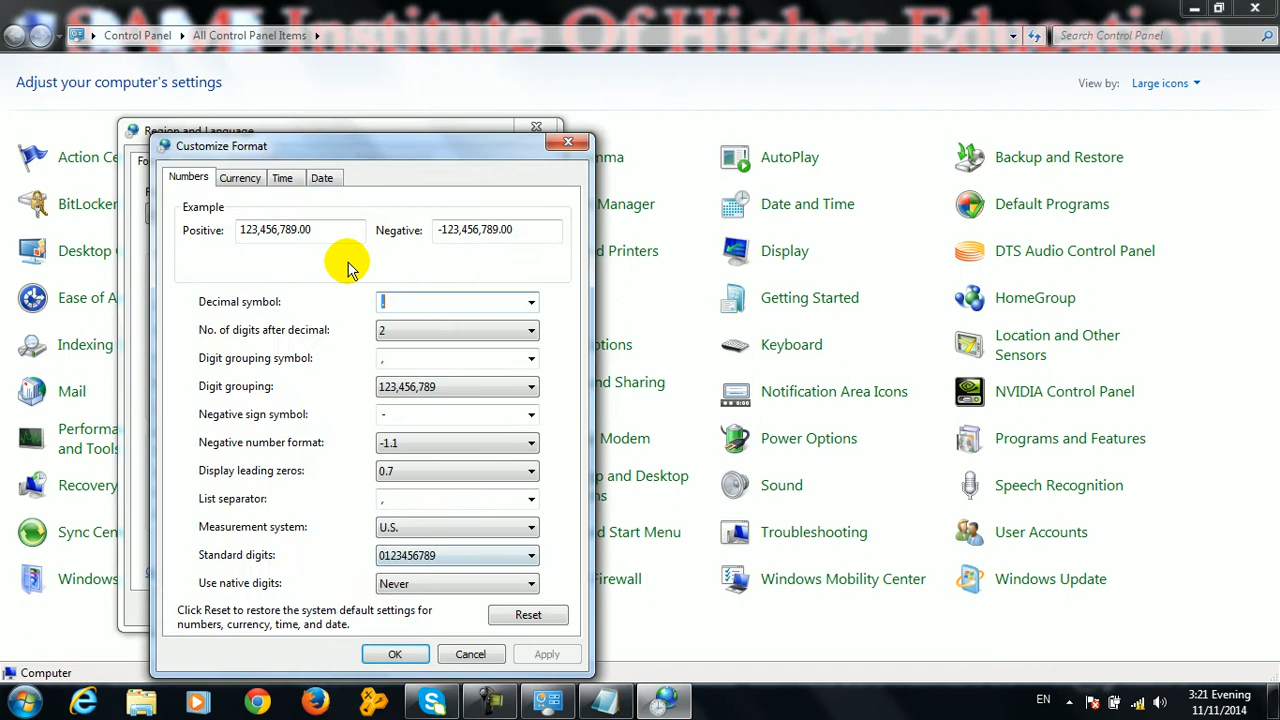 SAMI Institute Of Higher Education
Control Panel
All Control Panel Items
Search Control Panel
Adjust your computer's settings
View by:
Large icons
Region and Language
Customize Format
Numbers
Currency
Time
Date
Example
Positive:
123,456,789.00
Negative:
-123,456,789.00
Decimal symbol:
.
No. of digits after decimal:
2
Digit grouping symbol:
,
Digit grouping:
123,456,789
Negative sign symbol:
-
Negative number format:
-1.1
Display leading zeros:
0.7
List separator:
,
Measurement system:
U.S.
Standard digits:
0123456789
Use native digits:
Never
Click Reset to restore the system default settings for
numbers, currency, time, and date.
Reset
OK
Cancel
Apply
Action Ce
BitLocker
Desktop
Ease of A
Indexing
Mail
Performa
and Tools
Recovery
Sync Cen
Windows
mma
Manager
Printers
ptions
nd Sharing
Modem
p and Desktop
ns
nd Start Menu
Firewall
AutoPlay
Date and Time
Display
Getting Started
Keyboard
Notification Area Icons
Power Options
Sound
Troubleshooting
Windows Mobility Center
Backup and Restore
Default Programs
DTS Audio Control Panel
HomeGroup
Location and Other
Sensors
NVIDIA Control Panel
Programs and Features
Speech Recognition
User Accounts
Windows Update
Computer
EN
3:21 Evening
11/11/2014